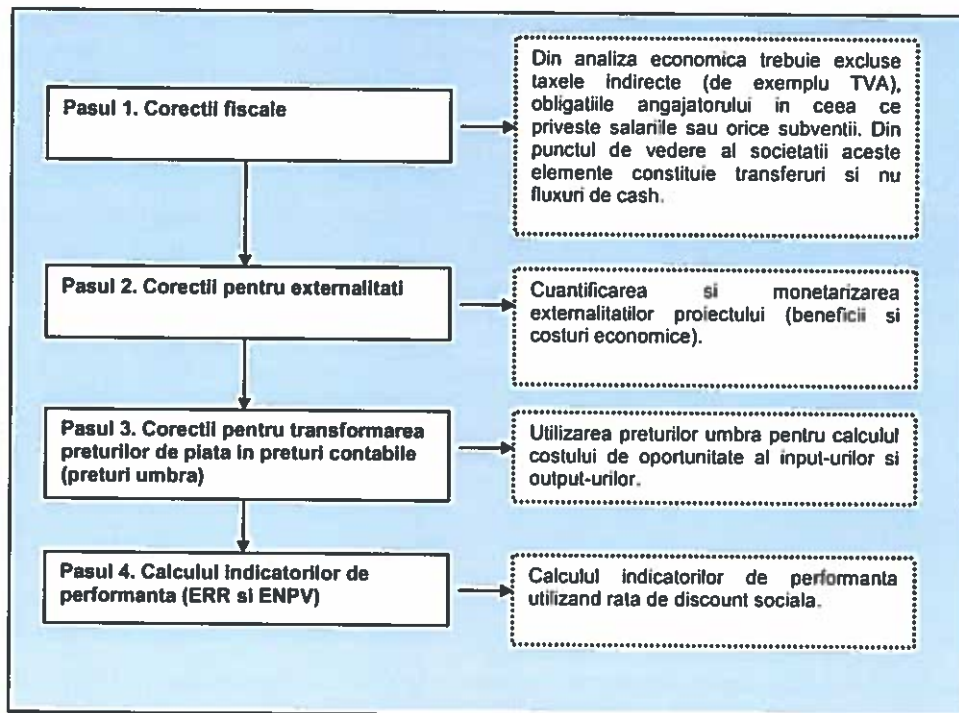 Pasul 1. Corectii fiscale
Din analiza economica trebuie excluse
taxele indirecte (de exemplu TVA),
obligatiile angajatorului in ceea ce
priveste salariile sau orice subventii. Din
punctul de vedere al societatii aceste
elemente constituie transferuri si nu
fluxuri de cash.
Pasul 2. Corectii pentru externalitati
Cuantificarea si monetarizarea
externalitatilor proiectului (beneficii si
costuri economice).
Pasul 3. Corectii pentru transformarea
preturilor de piata in preturi contabile
(preturi umbra)
Utilizarea preturilor umbra pentru calculul
costului de oportunitate al input-urilor si
output-urilor.
Pasul 4. Calculul indicatorilor de
performanta (ERR si ENPV)
Calculul indicatorilor de performanta
utilizand rata de discount sociala.